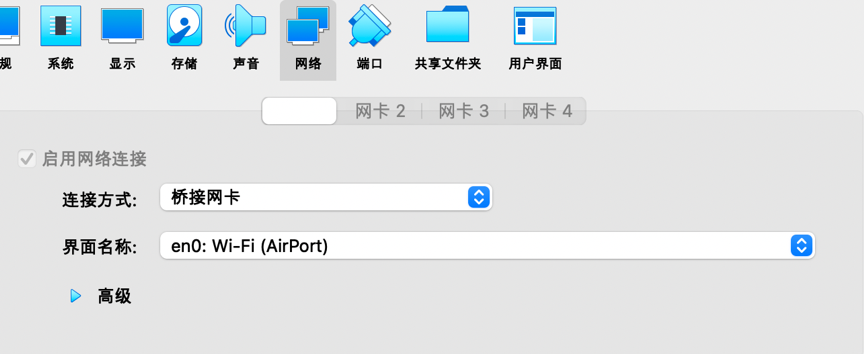 规 系统 显示 存储 声音 网络 端口 共享文件夹 用户界面
网卡 2 网卡 3 网卡 4
启用网络连接
连接方式: 桥接网卡
界面名称: en0: Wi-Fi (AirPort)
高级